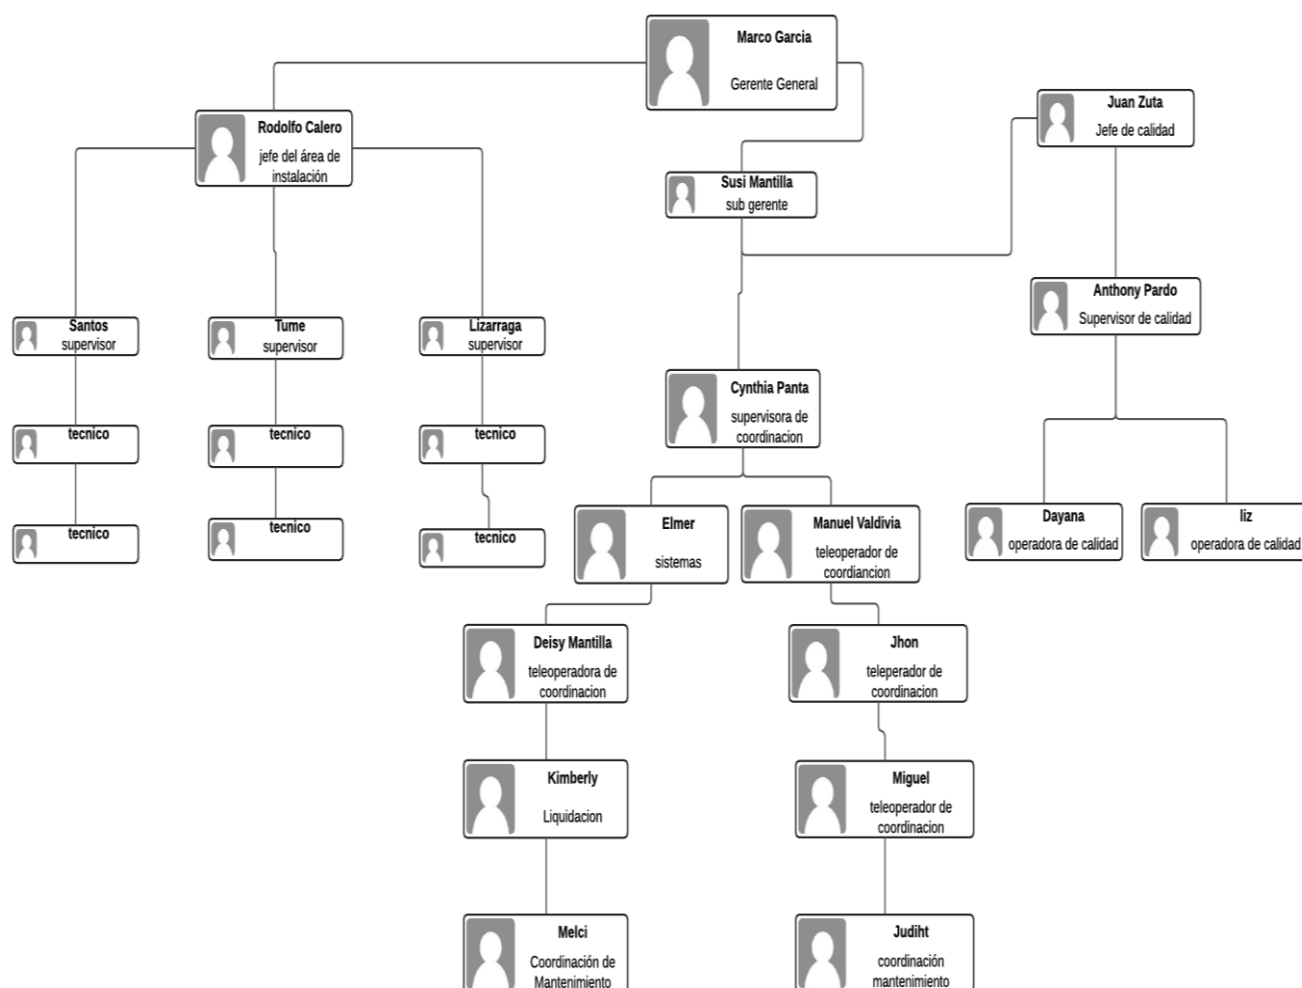 Marco Garcia
Gerente General
Rodolfo Calero
jefe del área de
instalación
Juan Zuta
Jefe de calidad
Susi Mantilla
sub gerente
Anthony Pardo
Supervisor de calidad
Santos
supervisor
Tume
supervisor
Lizarraga
supervisor
Cynthia Panta
supervisora de
coordinacion
tecnico
tecnico
tecnico
tecnico
tecnico
tecnico
Elmer
sistemas
Manuel Valdivia
teleoperador de
coordiancion
Dayana
operadora de calidad
liz
operadora de calidad
Deisy Mantilla
teleoperadora de
coordinacion
Jhon
teleperador de
coordinacion
Kimberly
Liquidacion
Miguel
teleoperador de
coordinacion
Melci
Coordinación de
Mantenimiento
Judiht
coordinación
mantenimiento